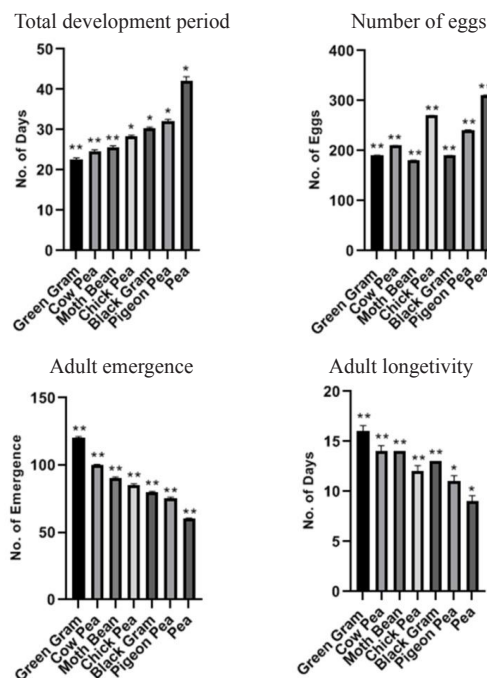 Total development period
50
40
30
20
10
0
No. of Days
**
**
**
*
*
*
*
Green Gram
Cow Pea
Moth Bean
Chick Pea
Black Gram
Pigeon Pea
Pea
Number of eggs
400
300
200
100
0
No. of Eggs
**
**
**
**
**
**
**
Green Gram
Cow Pea
Moth Bean
Chick Pea
Black Gram
Pigeon Pea
Pea
Adult emergence
150
100
50
0
No. of Emergence
**
**
**
**
**
**
**
Green Gram
Cow Pea
Moth Bean
Chick Pea
Black Gram
Pigeon Pea
Pea
Adult longetivity
20
15
10
5
0
No. of Days
**
**
**
**
**
*
*
Green Gram
Cow Pea
Moth Bean
Chick Pea
Black Gram
Pigeon Pea
Pea